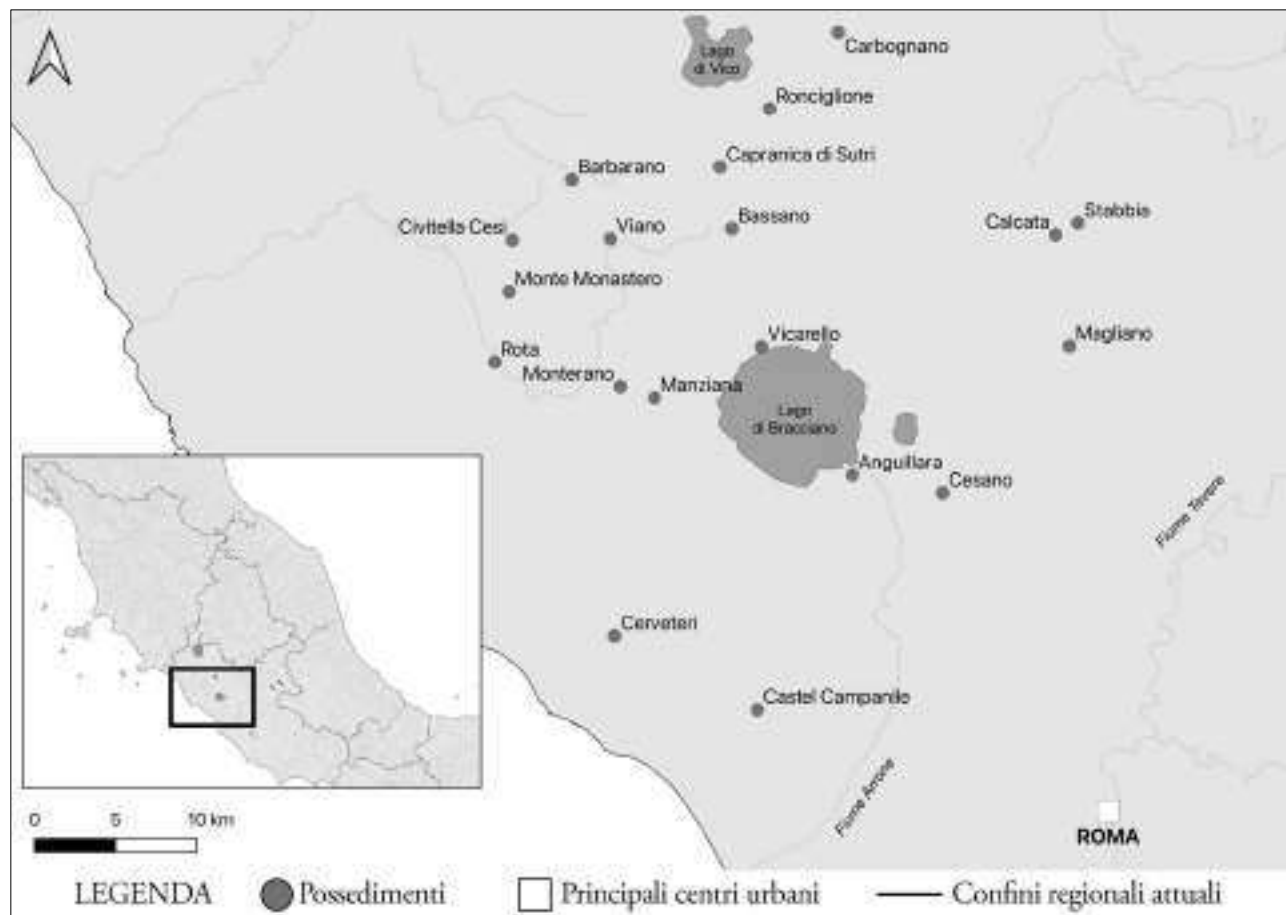 Carbognano
Lago
di Vico
Ronciglione
Capranica di Sutri
Barbarano
Stabbia
Civitella Cesi
Viano
Bassano
Calcata
Monte Monastero
Vicarello
Magliano
Rota
Monterano
Manziana
Lago
di Bracciano
Anguillara
Cesano
Fiume Tevere
Cerveteri
Castel Campanile
Fiume Arrone
0 5 10 km
ROMA
LEGENDA Possedimenti Principali centri urbani Confini regionali attuali